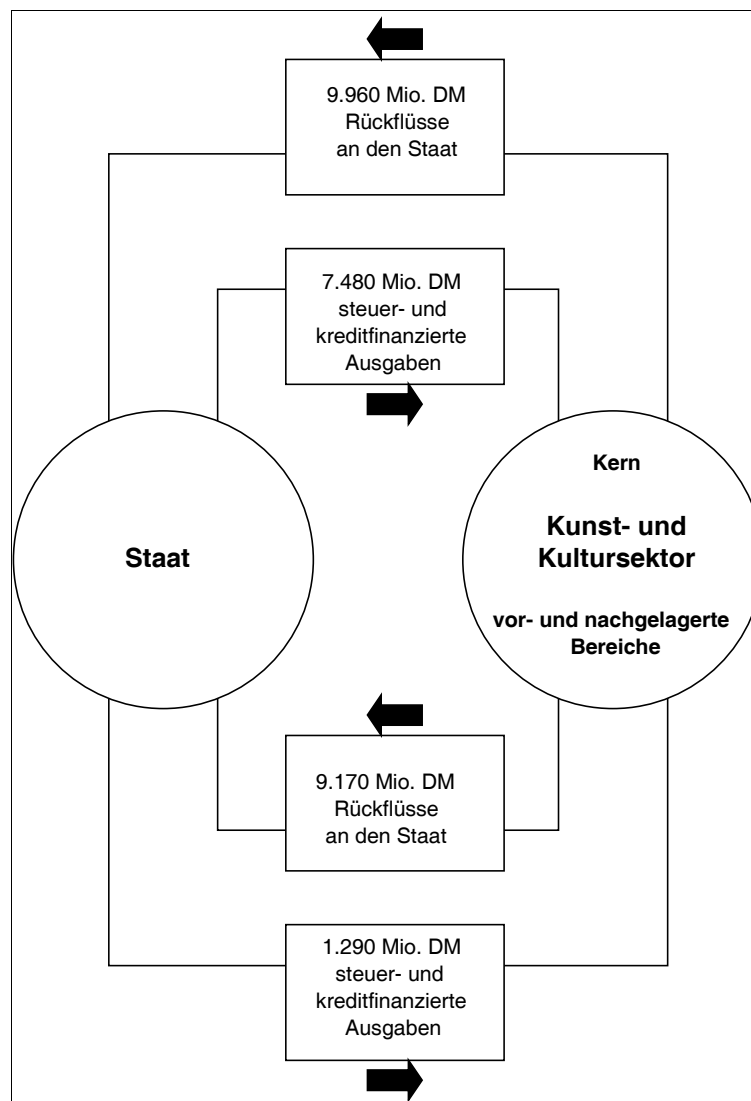 9.960 Mio. DM
Rückflüsse
an den Staat
7.480 Mio. DM
steuer- und
kreditfinanzierte
Ausgaben
Staat
Kern
Kunst- und
Kultursektor
vor- und nachgelagerte
Bereiche
9.170 Mio. DM
Rückflüsse
an den Staat
1.290 Mio. DM
steuer- und
kreditfinanzierte
Ausgaben